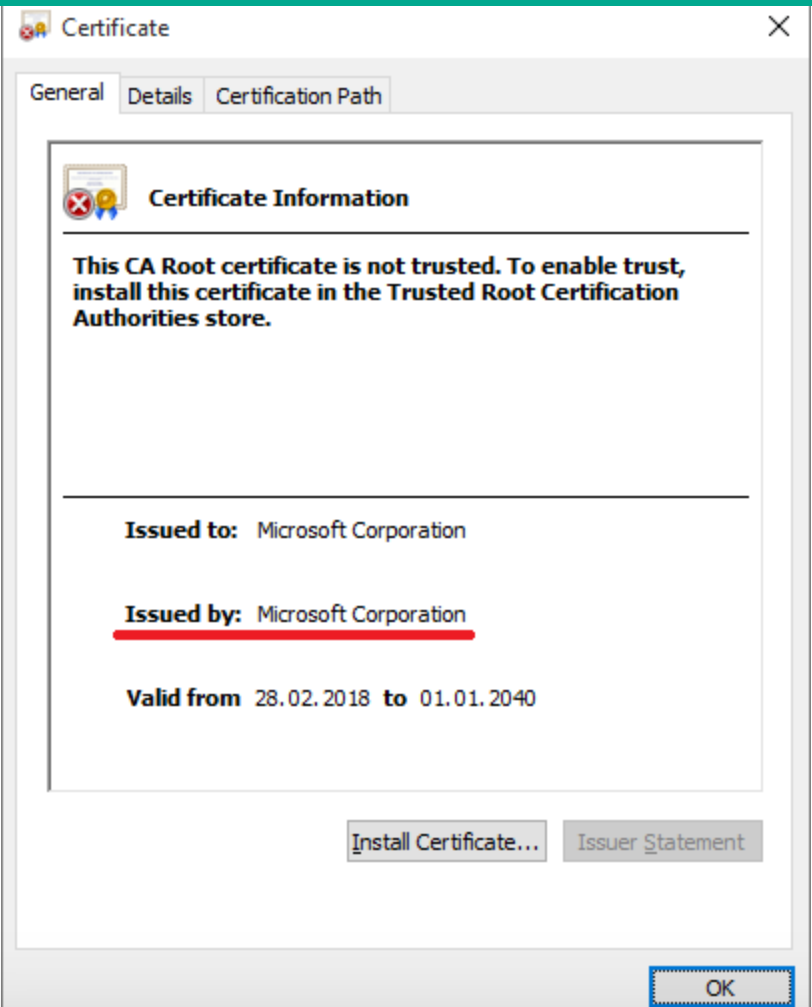 Certificate
General Details Certification Path
Certificate Information
This CA Root certificate is not trusted. To enable trust,
install this certificate in the Trusted Root Certification
Authorities store.
Issued to: Microsoft Corporation
Issued by: Microsoft Corporation
Valid from 28.02.2018 to 01.01.2040
Install Certificate... Issuer Statement
OK